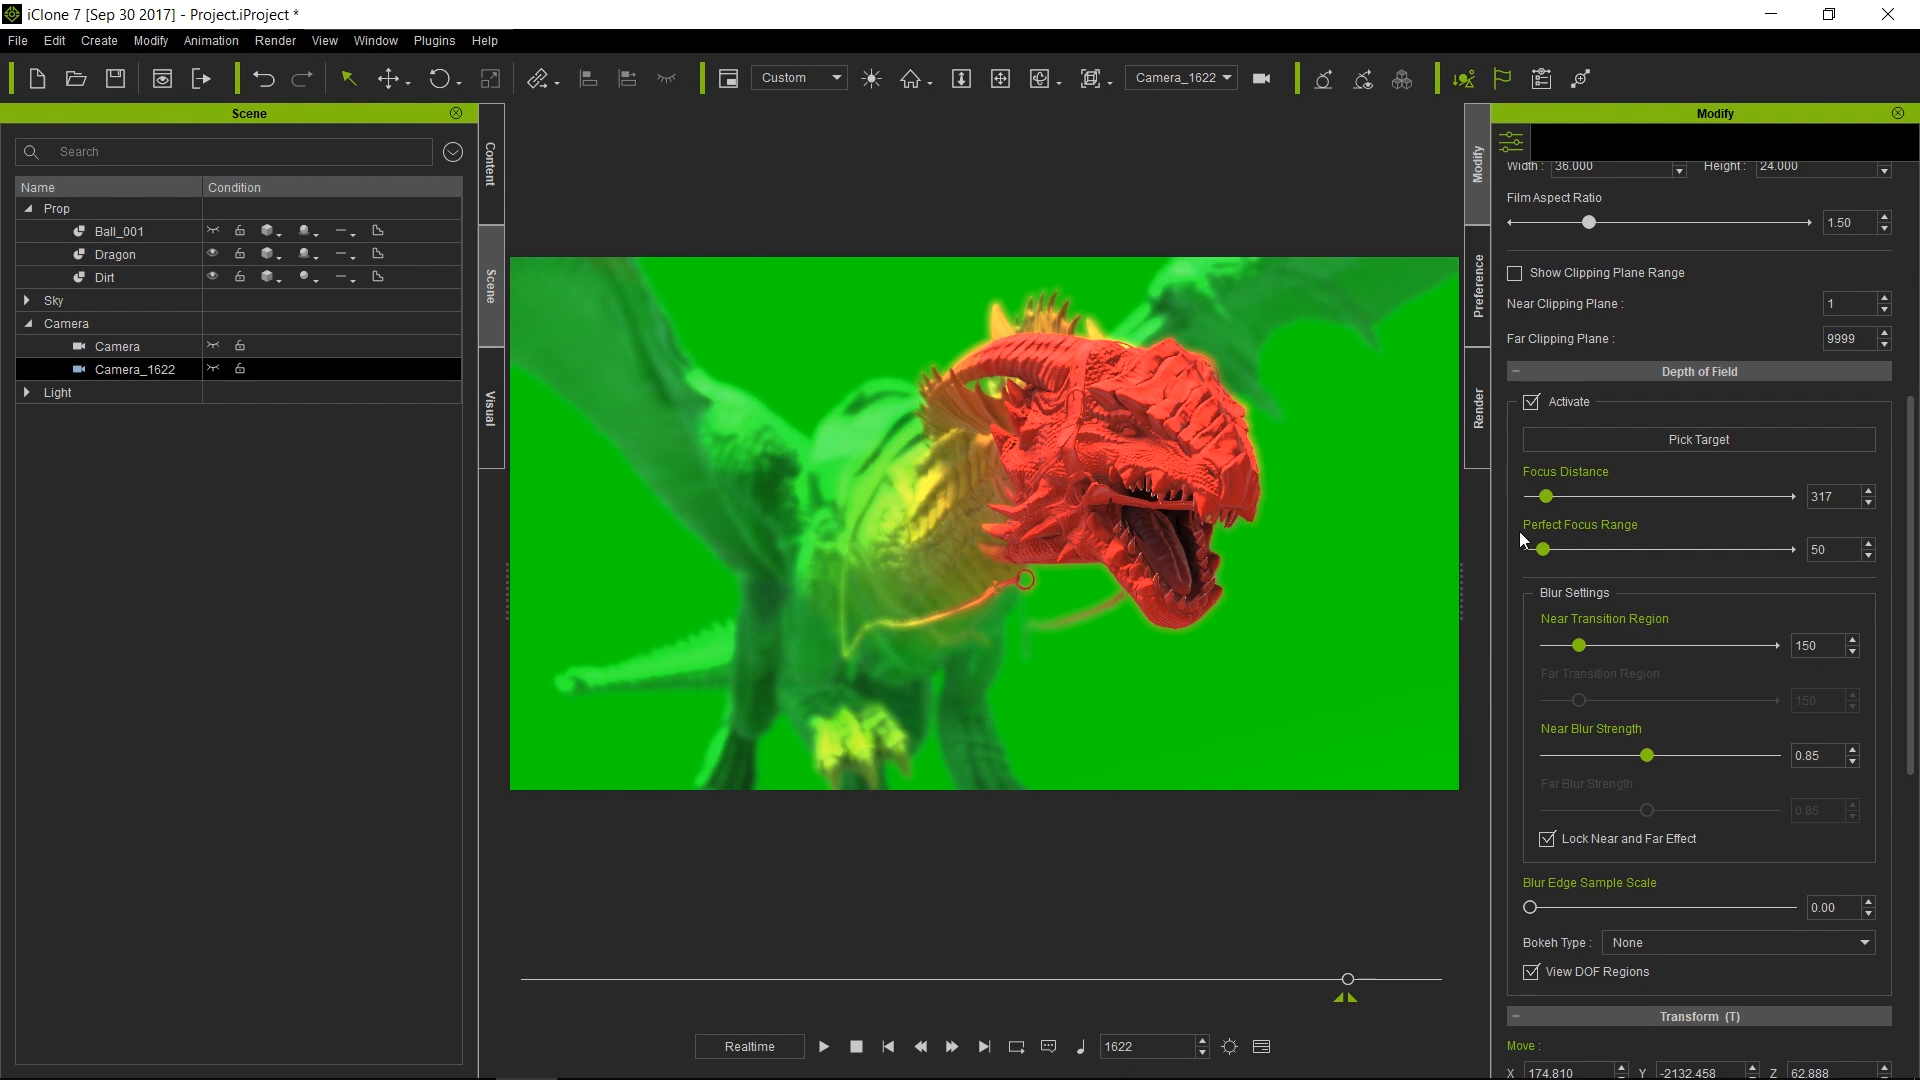 iClone 7 [Sep 30 2017] - Project.iProject *
File Edit Create Modify Animation Render View Window Plugins Help
Custom Camera_1622
Scene
Search
Name Condition
Prop
Ball_001
Dragon
Dirt
Sky
Camera
Camera
Camera_1622
Light
Content
Scene
Visual
Realtime 1622
Modify
Preference
Render
Modify
Width : 36.000 Height : 24.000
Film Aspect Ratio
1.50
Show Clipping Plane Range
Near Clipping Plane : 1
Far Clipping Plane : 9999
Depth of Field
Activate
Pick Target
Focus Distance
317
Perfect Focus Range
50
Blur Settings
Near Transition Region
150
Far Transition Region
150
Near Blur Strength
0.85
Far Blur Strength
0.85
Lock Near and Far Effect
Blur Edge Sample Scale
0.00
Bokeh Type : None
View DOF Regions
Transform (T)
Move :
X 174.810 Y -2132.458 Z 62.888